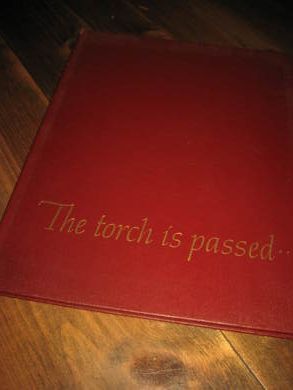 The torch is passed...